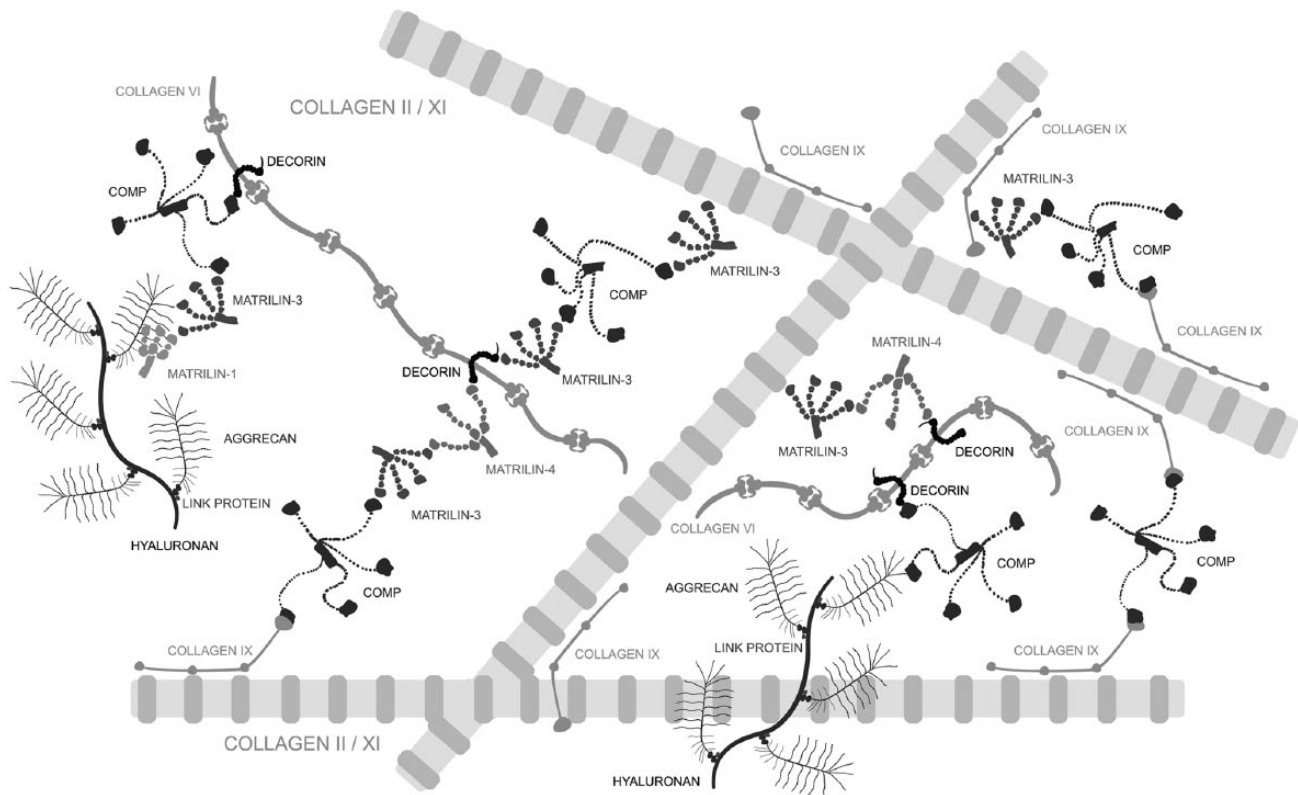 COLLAGEN VI
COLLAGEN II / XI
DECORIN
COMP
MATRILIN-3
MATRILIN-1
AGGRECAN
LINK PROTEIN
HYALURONAN
DECORIN
MATRILIN-3
COMP
MATRILIN-3
MATRILIN-4
MATRILIN-3
COMP
COLLAGEN IX
COLLAGEN II / XI
COLLAGEN IX
COLLAGEN IX
COLLAGEN IX
MATRILIN-3
COMP
COLLAGEN IX
MATRILIN-4
MATRILIN-3
DECORIN
DECORIN
COLLAGEN VI
COLLAGEN IX
COMP
COMP
AGGRECAN
LINK PROTEIN
COLLAGEN IX
HYALURONAN